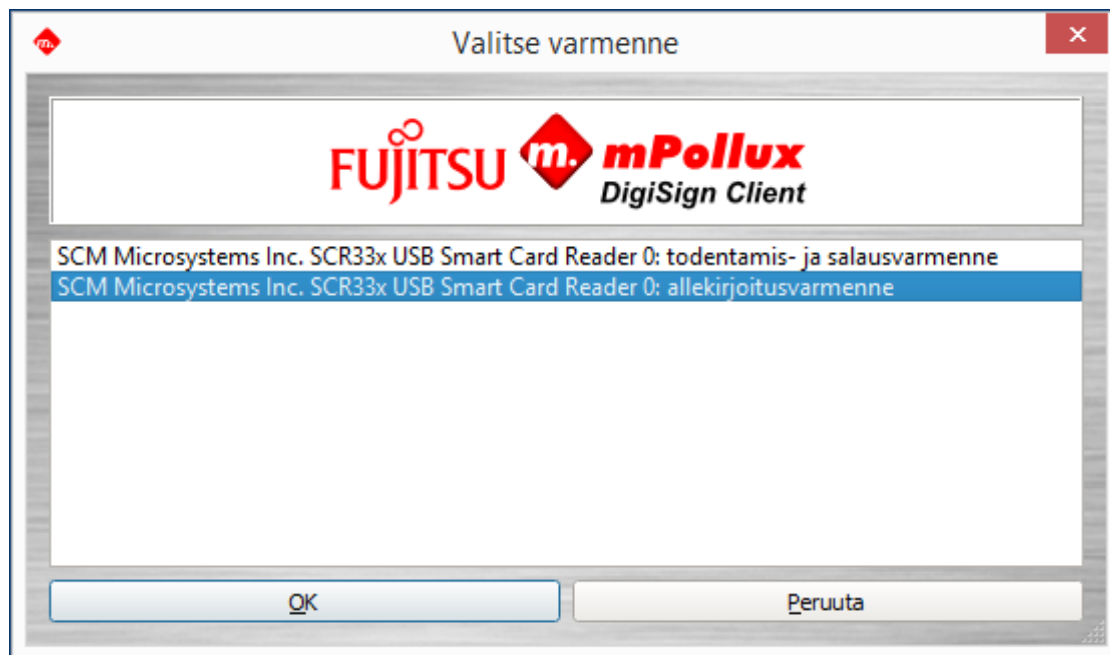 Valitse varmenne
FUJITSU m. mPollux
DigiSign Client
SCM Microsystems Inc. SCR33x USB Smart Card Reader 0: todentamis- ja salausvarmenne
SCM Microsystems Inc. SCR33x USB Smart Card Reader 0: allekirjoitusvarmenne
OK Peruuta